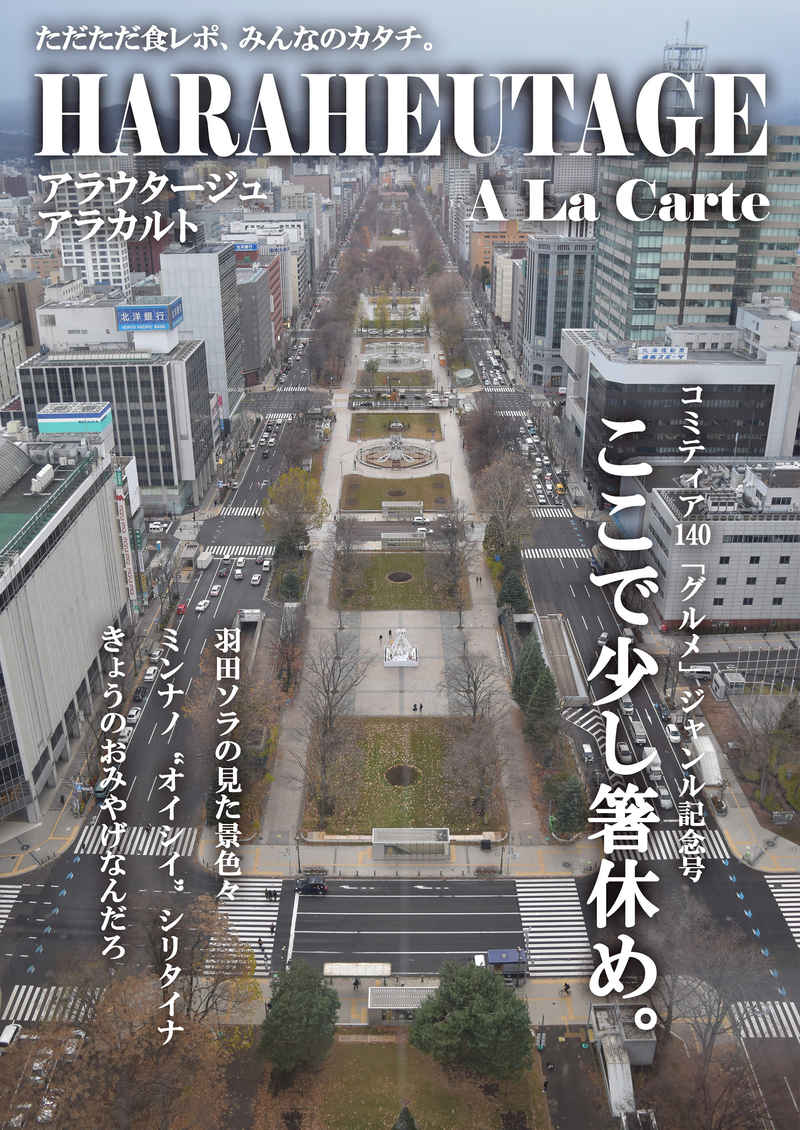 ただただ食レポ、みんなのカタチ。
HARAHEUTAGE
アラウタージュ
アラカルト
A La Carte
コミティア140「グルメ」ジャンル記念号
ここで少し箸休め。
羽田ソラの見た景色々
ミンナノ“オイシイ”シリタイナ
きょうのおみやげなんだろ
北洋銀行